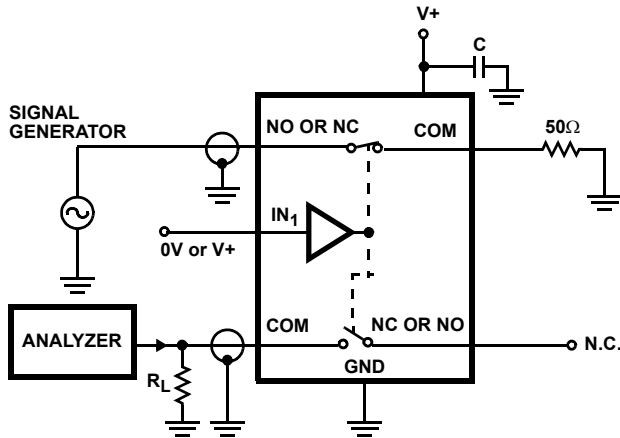 V+
C
SIGNAL
GENERATOR
NO OR NC
COM
50Ω
IN1
0V or V+
ANALYZER
COM
NC OR NO
N.C.
GND
RL